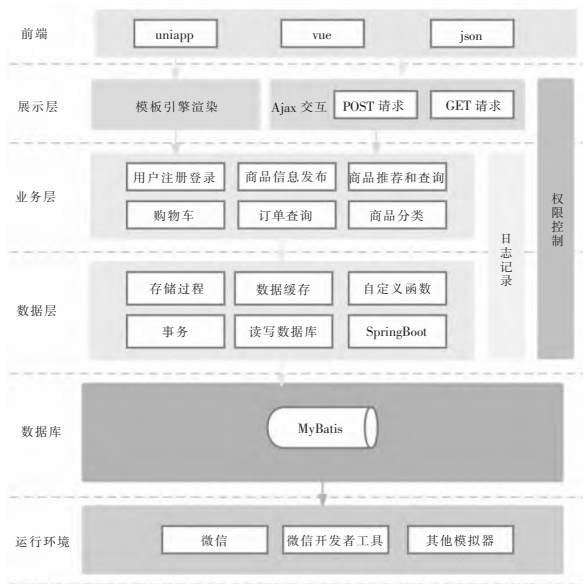 前端 uniapp vue json
展示层 模板引擎渲染 Ajax 交互 POST 请求 GET 请求
用户注册登录 商品信息发布 商品推荐和查询
业务层
购物车 订单查询 商品分类
权限控制
日志记录
存储过程 数据缓存 自定义函数
数据层
事务 读写数据库 SpringBoot
数据库 MyBatis
运行环境 微信 微信开发者工具 其他模拟器